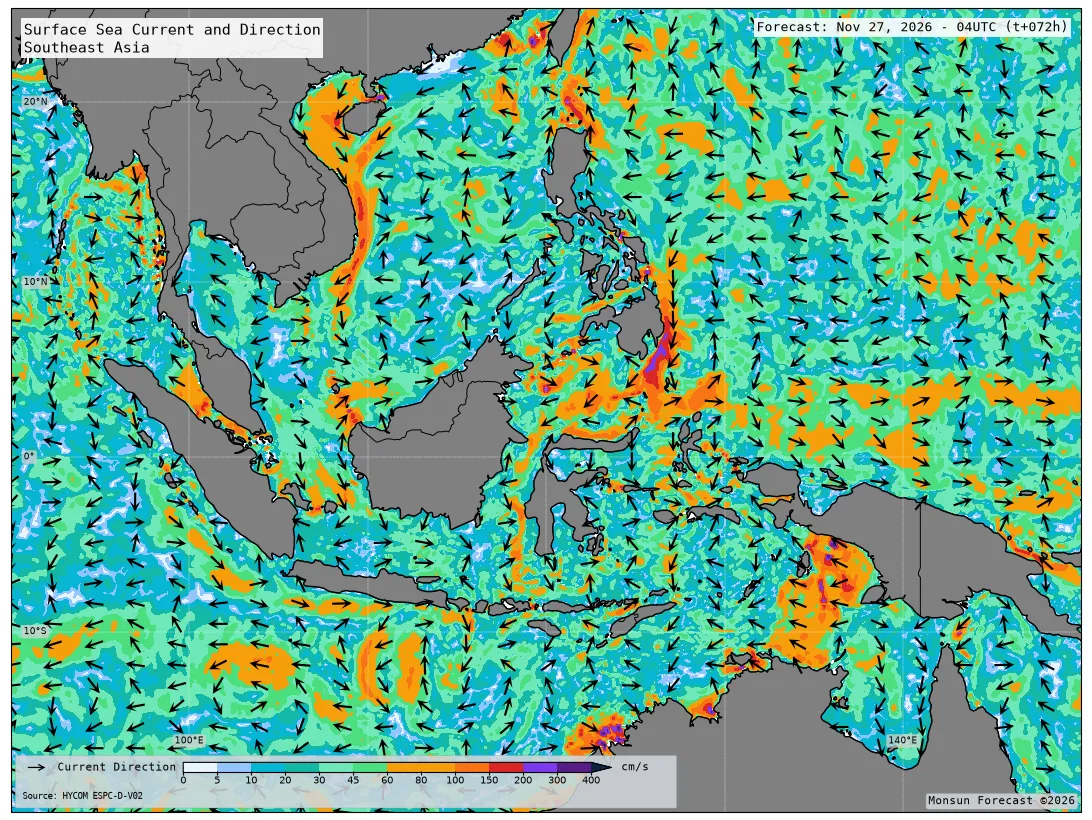 Surface Sea Current and Direction
Southeast Asia
Forecast: Nov 27, 2026 - 04UTC (t+072h)
20°N
10°N
0°
10°S
100°E
140°E
Current Direction
cm/s
0 5 10 20 30 45 60 80 100 150 200 300 400
Source: HYCOM ESPC-D-V02
Monsun Forecast ©2026